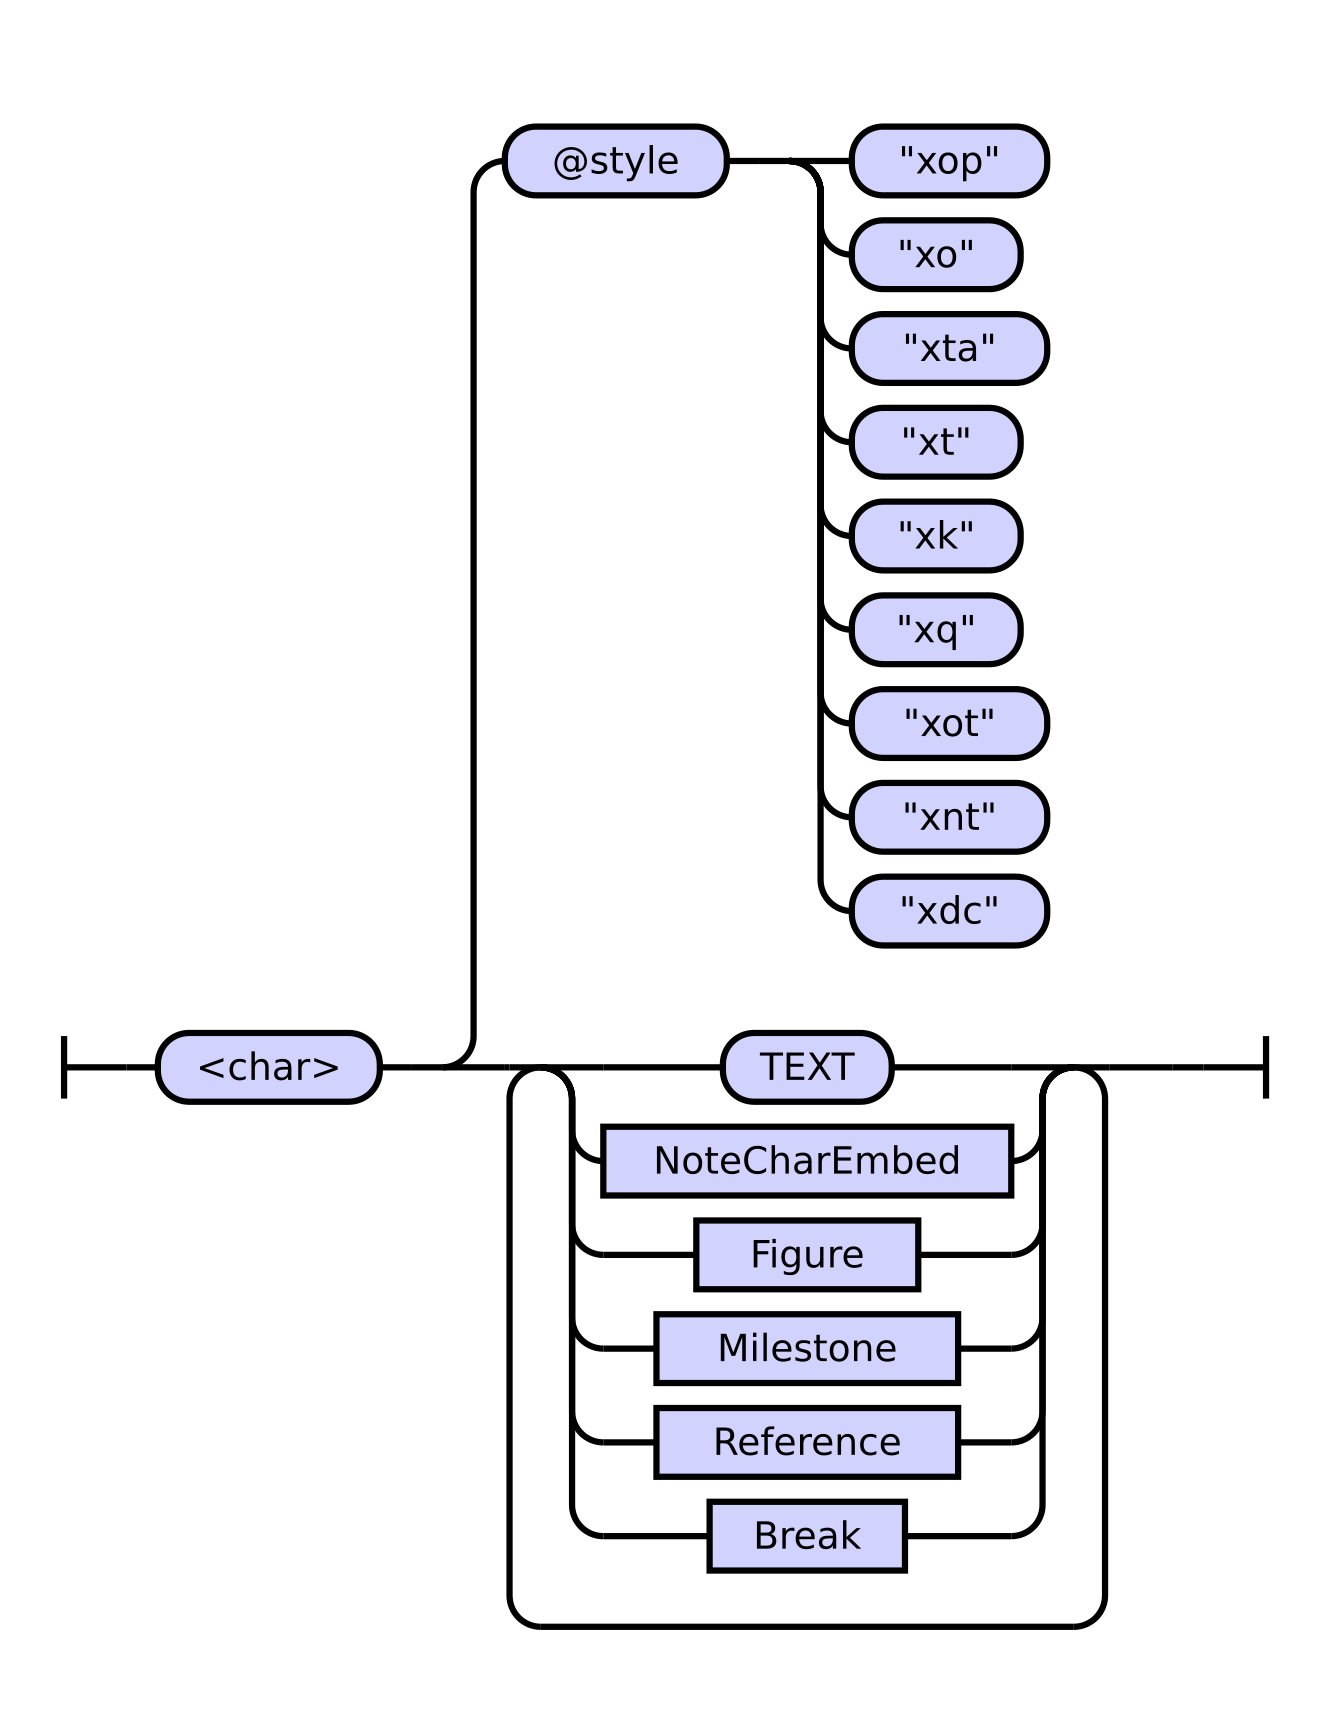 @style
"xop"
"xo"
"xta"
"xt"
"xk"
"xq"
"xot"
"xnt"
"xdc"
<char>
TEXT
NoteCharEmbed
Figure
Milestone
Reference
Break